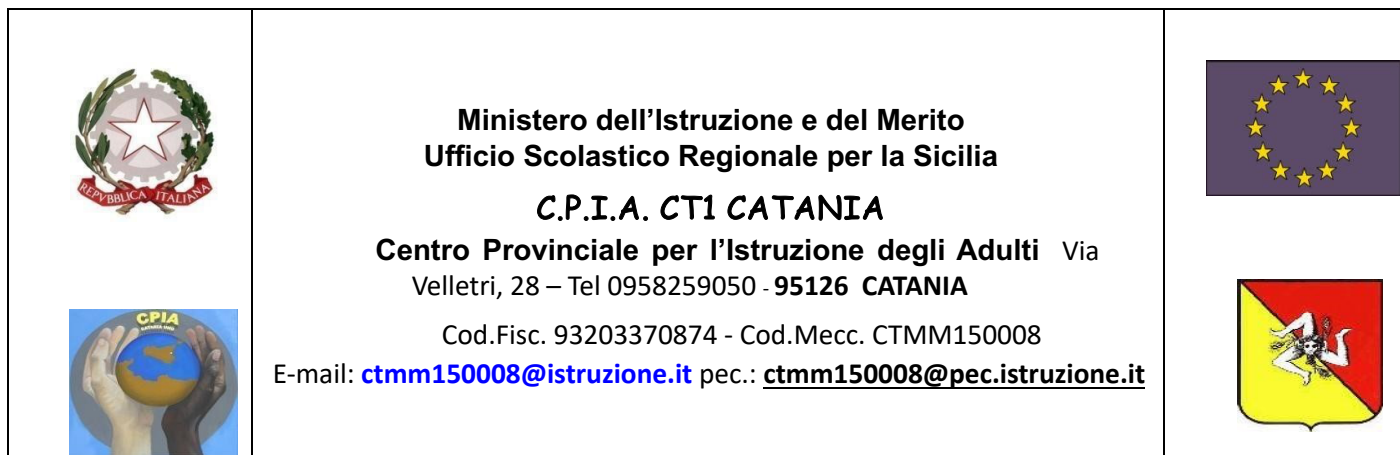 REPVBBLICA ITALIANA
CPIA
CATANIA UNO
Ministero dell’Istruzione e del Merito
Ufficio Scolastico Regionale per la Sicilia
C.P.I.A. CT1 CATANIA
Centro Provinciale per l’Istruzione degli Adulti Via
Velletri, 28 – Tel 0958259050 - 95126 CATANIA
Cod.Fisc. 93203370874 - Cod.Mecc. CTMM150008
E-mail: ctmm150008@istruzione.it pec.: ctmm150008@pec.istruzione.it